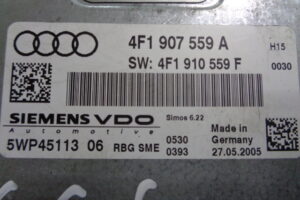 4F1 907 559 A
H15
SW: 4F1 910 559 F
0030
SIEMENS VDO
Automotive
Simos 6.22
5WP45113 06
RBG SME
0530
0393
Made in
Germany
27.05.2005